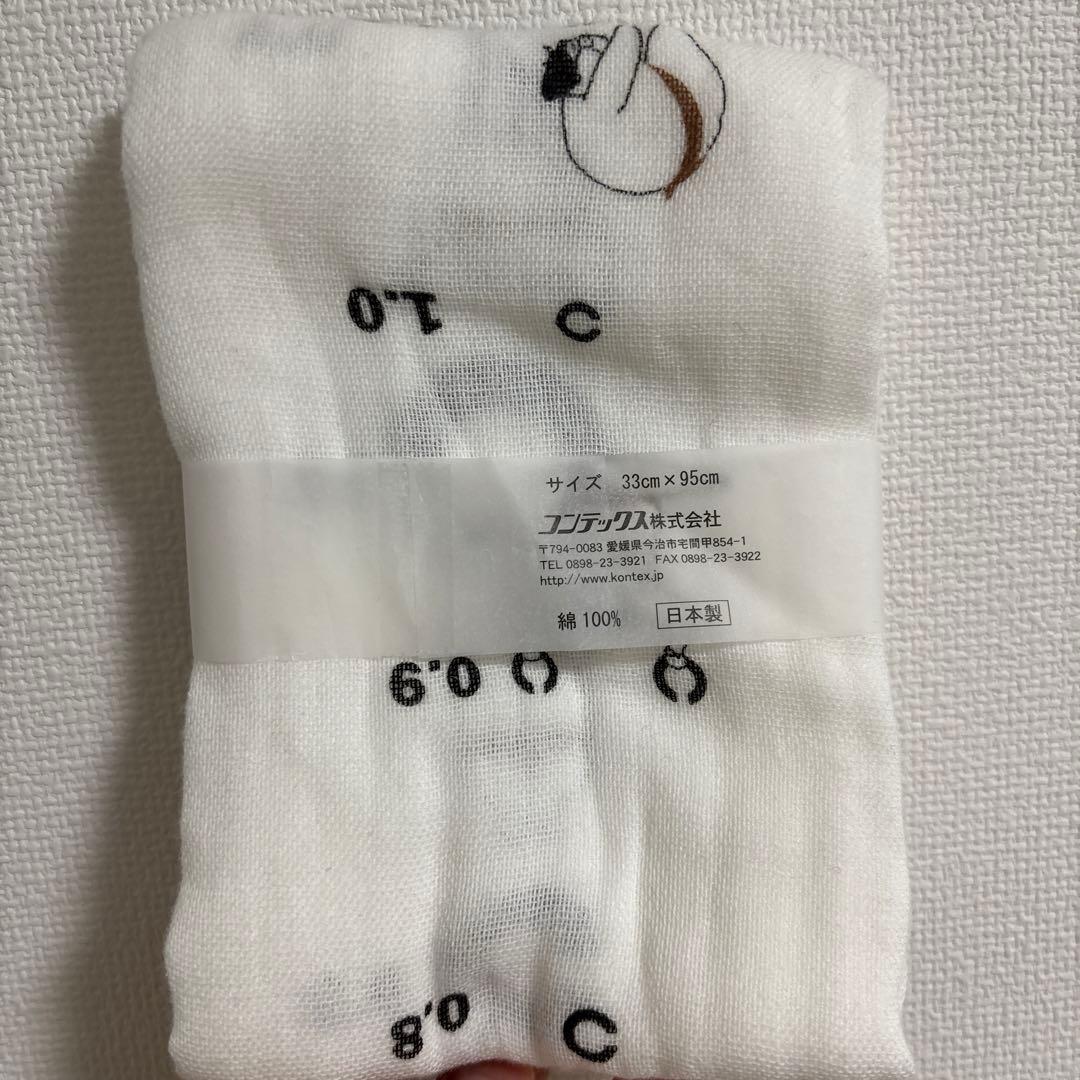 1.0 C
サイズ 33cm×95cm
コンテックス株式会社
〒794-0083 愛媛県今治市宅間甲854-1
TEL 0898-23-3921 FAX 0898-23-3922
http://www.kontex.jp
綿 100% 日本製
0.9 C C
0.8 C